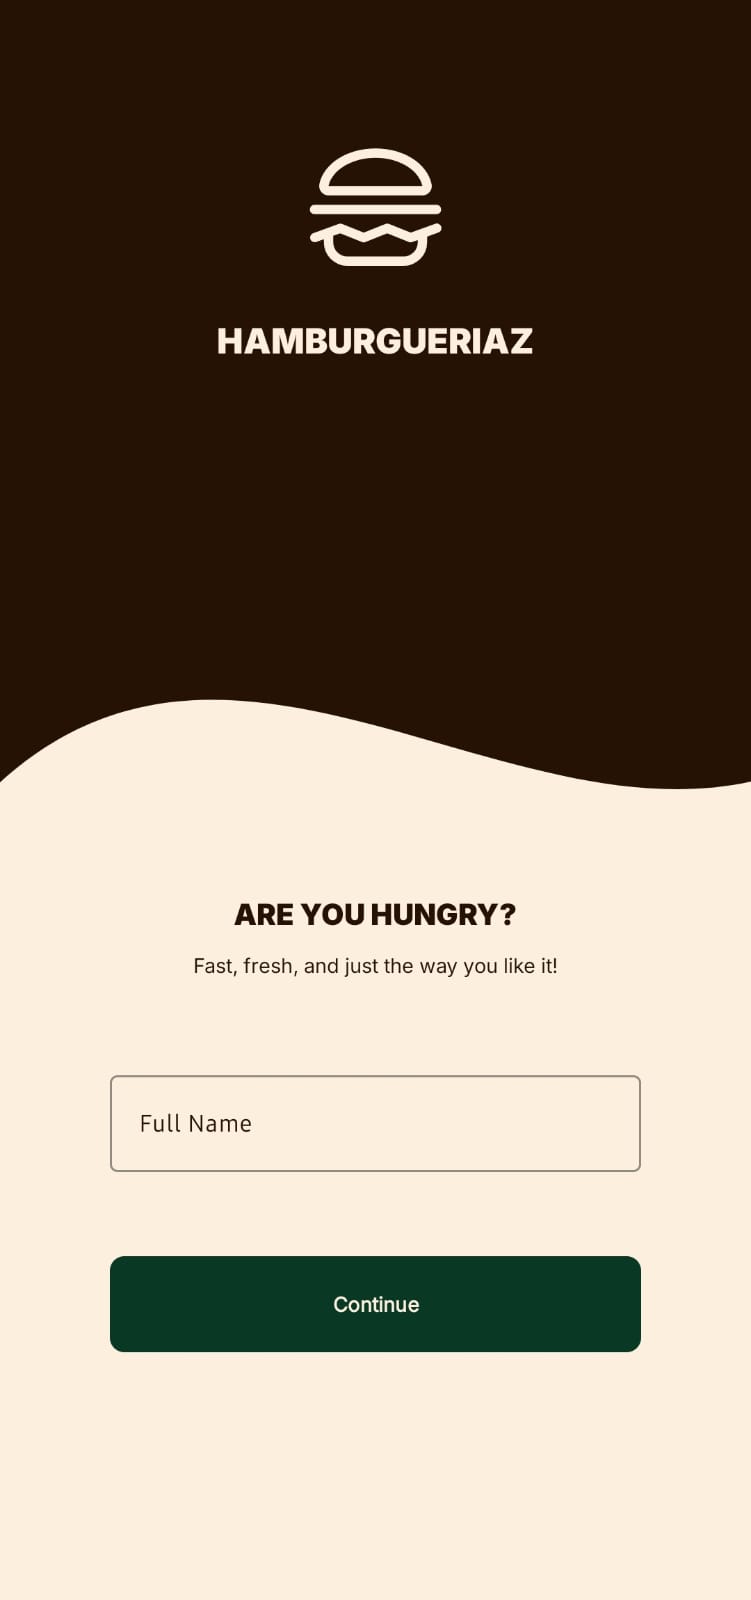 HAMBURGUERIAZ
ARE YOU HUNGRY?
Fast, fresh, and just the way you like it!
Full Name
Continue